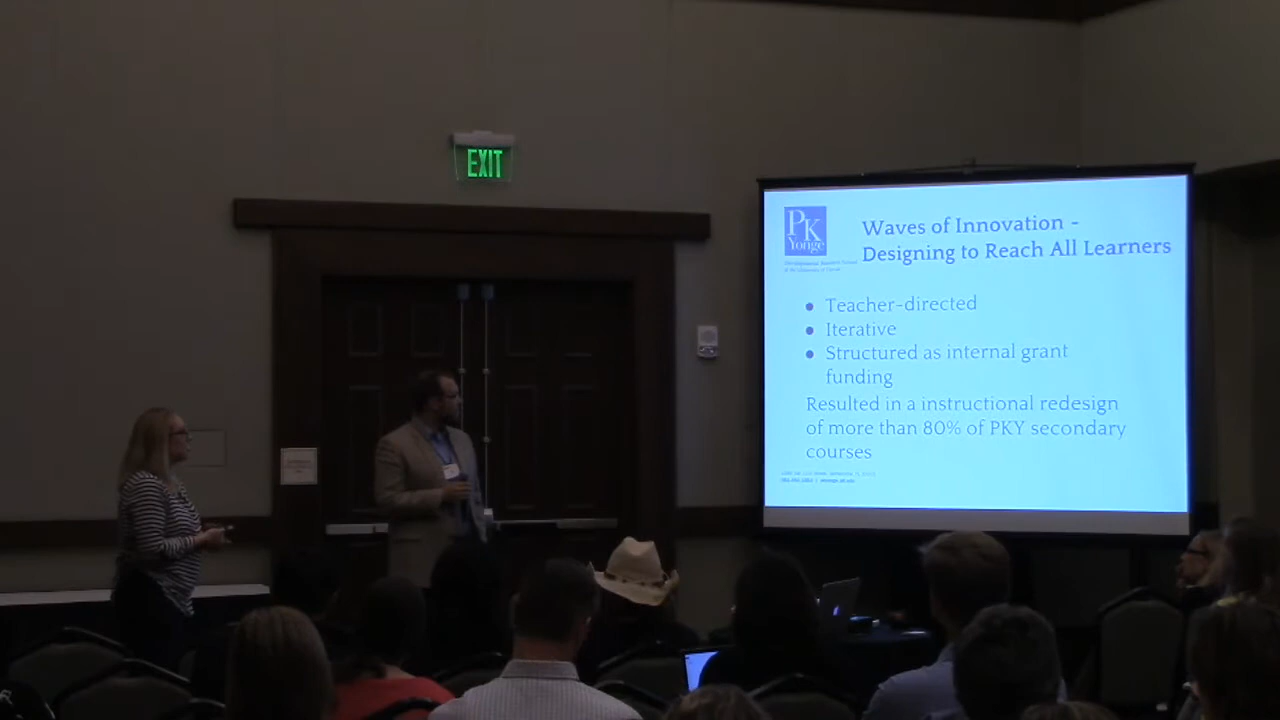 EXIT
PK
Yonge
Waves of Innovation -
Designing to Reach All Learners
● Teacher-directed
● Iterative
● Structured as internal grant
funding
Resulted in a instructional redesign
of more than 80% of PKY secondary
courses